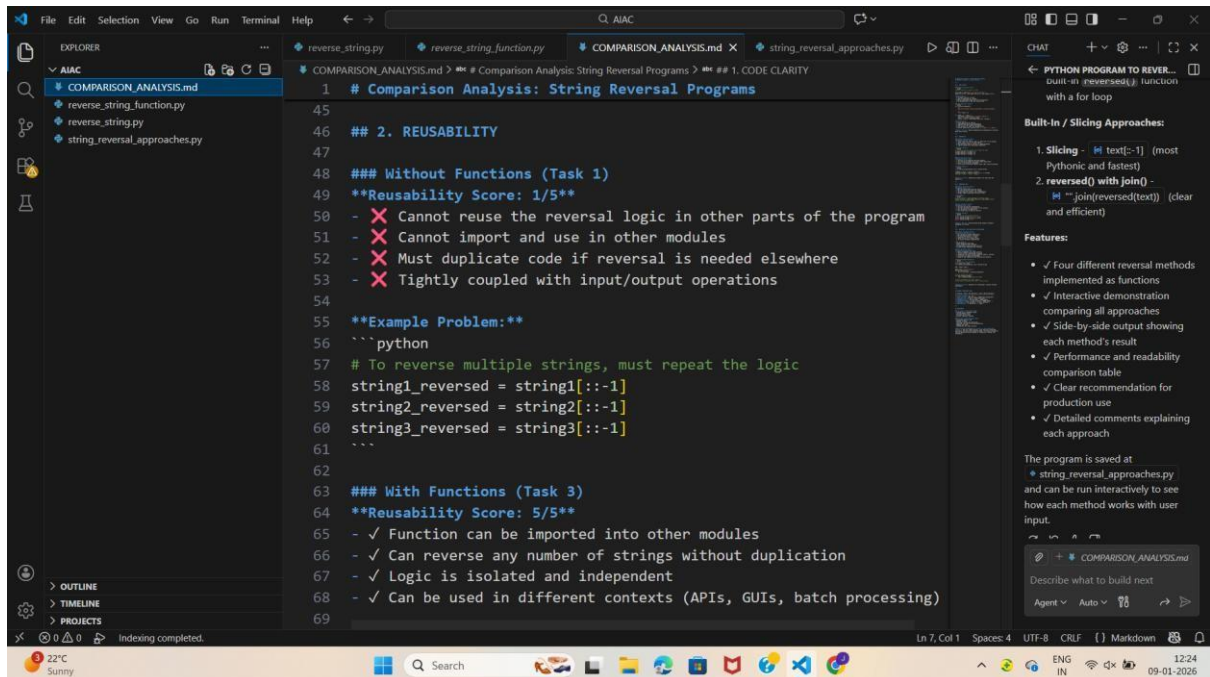 File Edit Selection View Go Run Terminal Help
AIAC
EXPLORER
AIAC
COMPARISON_ANALYSIS.md
reverse_string_function.py
reverse_string.py
string_reversal_approaches.py
OUTLINE
TIMELINE
PROJECTS
reverse_string.py reverse_string_function.py COMPARISON_ANALYSIS.md string_reversal_approaches.py
COMPARISON_ANALYSIS.md > # Comparison Analysis: String Reversal Programs > ## 1. CODE CLARITY
1 # Comparison Analysis: String Reversal Programs
45
46 ## 2. REUSABILITY
47
48 ### Without Functions (Task 1)
49 **Reusability Score: 1/5**
50 - ❌ Cannot reuse the reversal logic in other parts of the program
51 - ❌ Cannot import and use in other modules
52 - ❌ Must duplicate code if reversal is needed elsewhere
53 - ❌ Tightly coupled with input/output operations
54
55 **Example Problem:**
56 ```python
57 # To reverse multiple strings, must repeat the logic
58 string1_reversed = string1[::-1]
59 string2_reversed = string2[::-1]
60 string3_reversed = string3[::-1]
61 ```
62
63 ### With Functions (Task 3)
64 **Reusability Score: 5/5**
65 - ✓ Function can be imported into other modules
66 - ✓ Can reverse any number of strings without duplication
67 - ✓ Logic is isolated and independent
68 - ✓ Can be used in different contexts (APIs, GUIs, batch processing)
69
CHAT
PYTHON PROGRAM TO REVER...
built-in reversed() function
with a for loop
Built-In / Slicing Approaches:
1. Slicing - text[::-1] (most
Pythonic and fastest)
2. reversed() with join() -
"".join(reversed(text)) (clear
and efficient)
Features:
• ✓ Four different reversal methods
implemented as functions
• ✓ Interactive demonstration
comparing all approaches
• ✓ Side-by-side output showing
each method's result
• ✓ Performance and readability
comparison table
• ✓ Clear recommendation for
production use
• ✓ Detailed comments explaining
each approach
The program is saved at
string_reversal_approaches.py
and can be run interactively to see
how each method works with user
input.
COMPARISON_ANALYSIS.md
Describe what to build next
Agent Auto
0 0 0 Indexing completed.
Ln 7, Col 1 Spaces: 4 UTF-8 CRLF {} Markdown
3
22°C
Sunny
Search
ENG
IN
12:24
09-01-2026